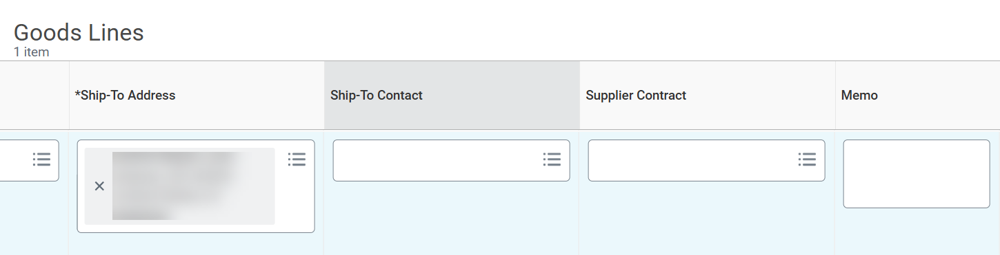 Goods Lines
1 item
*Ship-To Address
Ship-To Contact
Supplier Contract
Memo